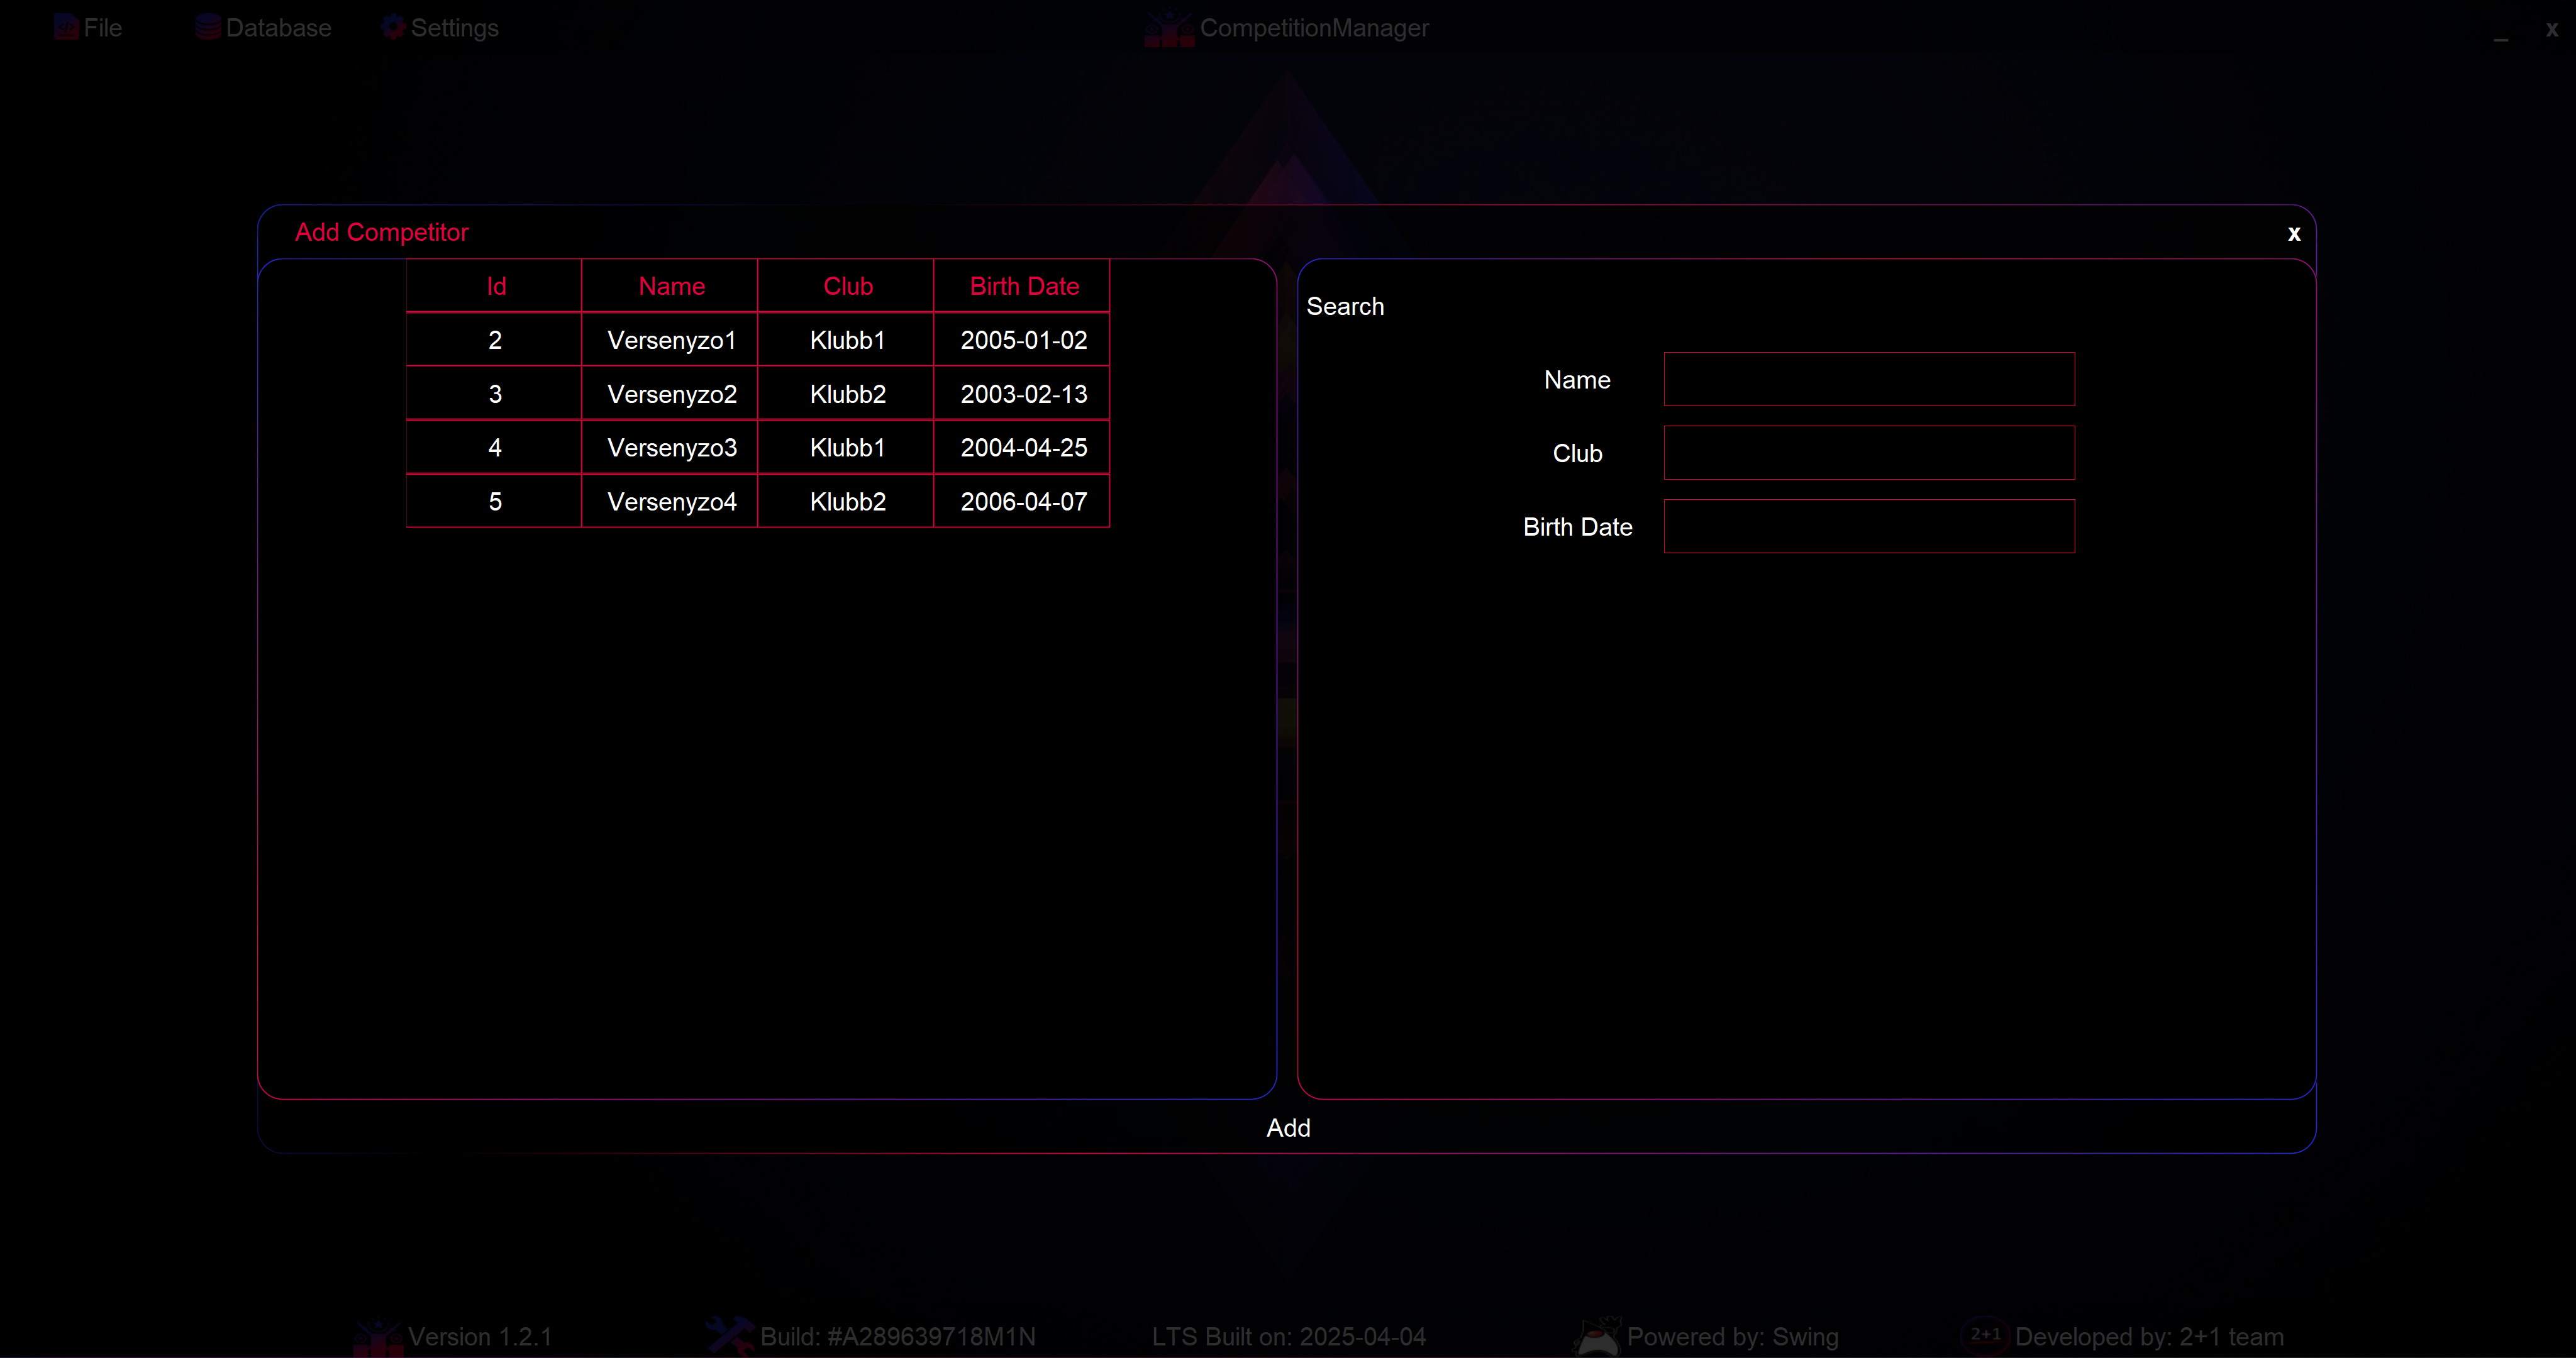 File Database Settings CompetitionManager _ x
Add Competitor x
Id Name Club Birth Date
2 Versenyzo1 Klubb1 2005-01-02
3 Versenyzo2 Klubb2 2003-02-13
4 Versenyzo3 Klubb1 2004-04-25
5 Versenyzo4 Klubb2 2006-04-07
Search
Name
Club
Birth Date
Add
Version 1.2.1 Build: #A289639718M1N LTS Built on: 2025-04-04 Powered by: Swing 2+1 Developed by: 2+1 team